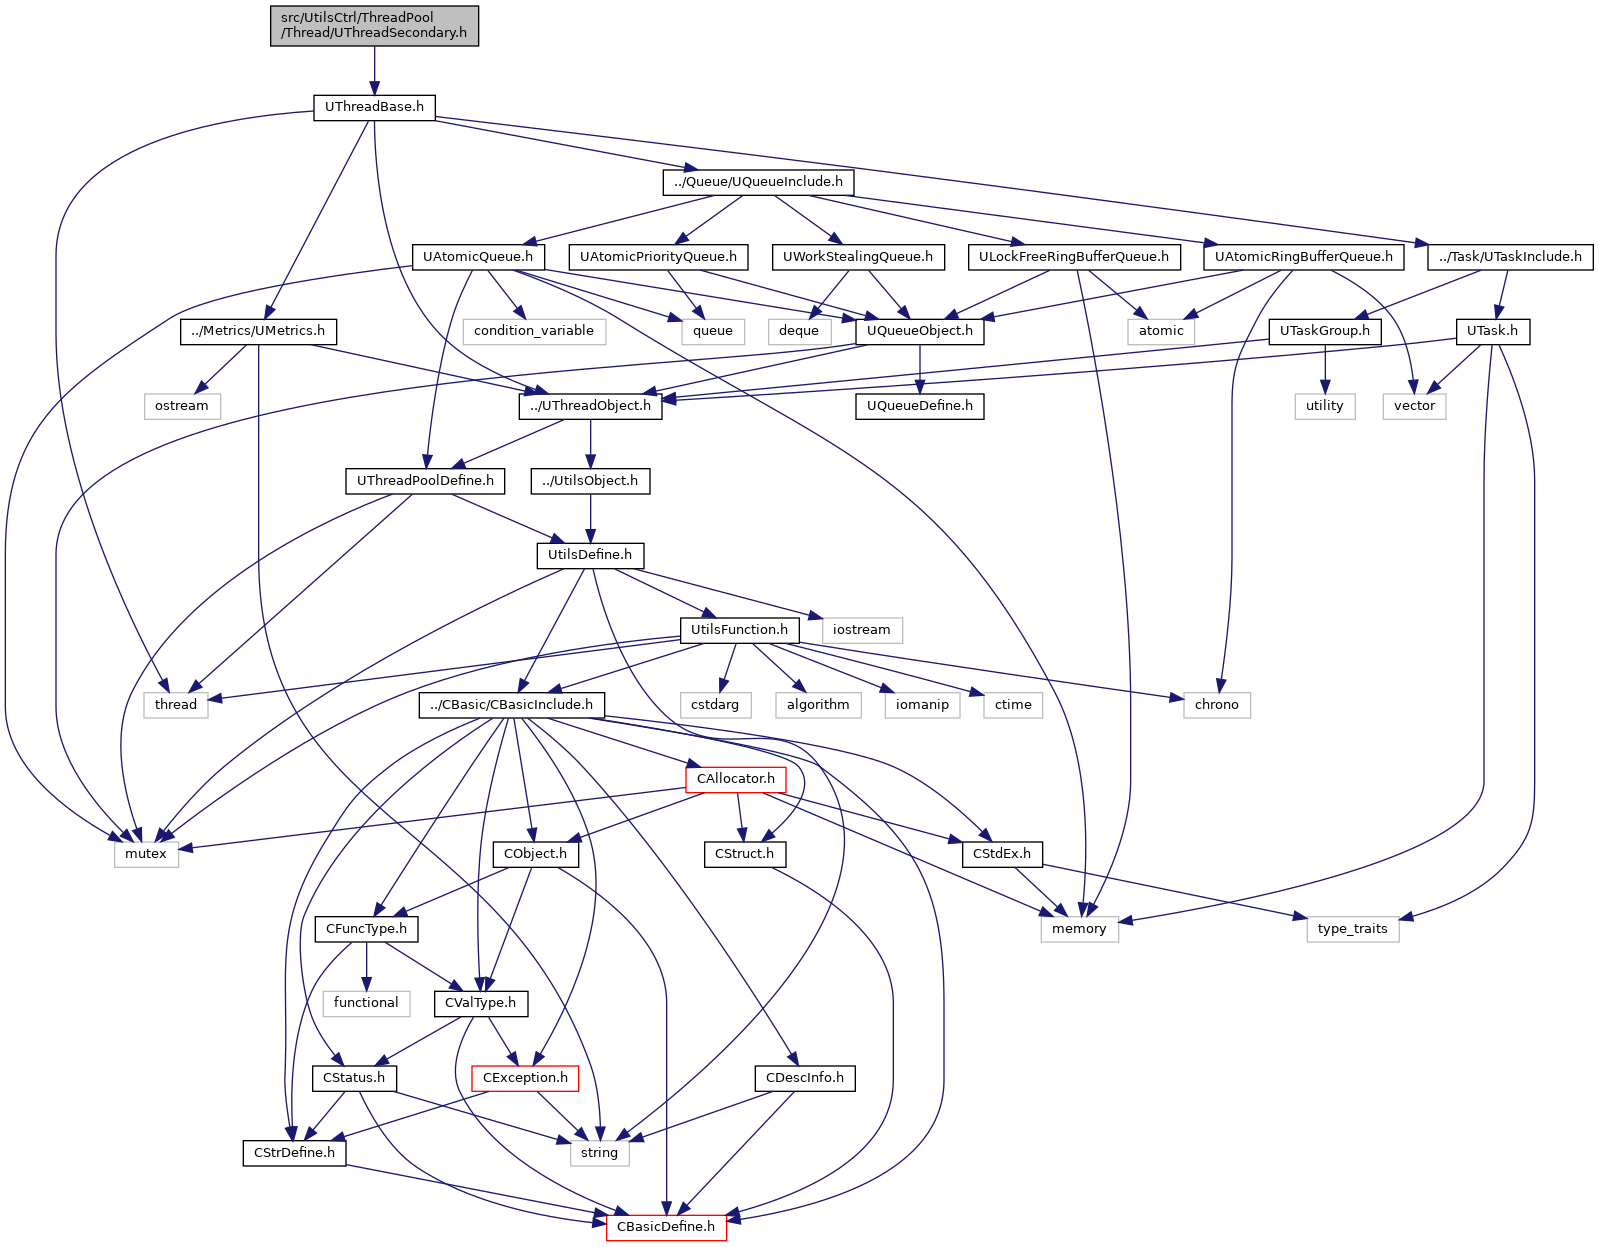 src/UtilsCtrl/ThreadPool
/Thread/UThreadSecondary.h
UThreadBase.h
../Queue/UQueueInclude.h
UAtomicQueue.h
UAtomicPriorityQueue.h
UWorkStealingQueue.h
ULockFreeRingBufferQueue.h
UAtomicRingBufferQueue.h
../Task/UTaskInclude.h
../Metrics/UMetrics.h
condition_variable
queue
deque
UQueueObject.h
atomic
UTaskGroup.h
UTask.h
ostream
../UThreadObject.h
UQueueDefine.h
utility
vector
UThreadPoolDefine.h
../UtilsObject.h
UtilsDefine.h
UtilsFunction.h
iostream
thread
../CBasic/CBasicInclude.h
cstdarg
algorithm
iomanip
ctime
chrono
CAllocator.h
mutex
CObject.h
CStruct.h
CStdEx.h
CFuncType.h
memory
type_traits
functional
CValType.h
CStatus.h
CException.h
CDescInfo.h
CStrDefine.h
string
CBasicDefine.h